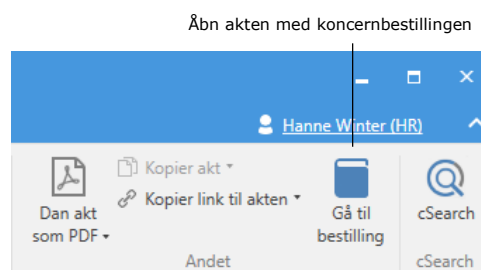 Åbn akten med koncernbestillingen
Hanne Winter (HR)
Dan akt
som PDF
Kopier akt
Kopier link til akten
Gå til
bestilling
cSearch
Andet
cSearch